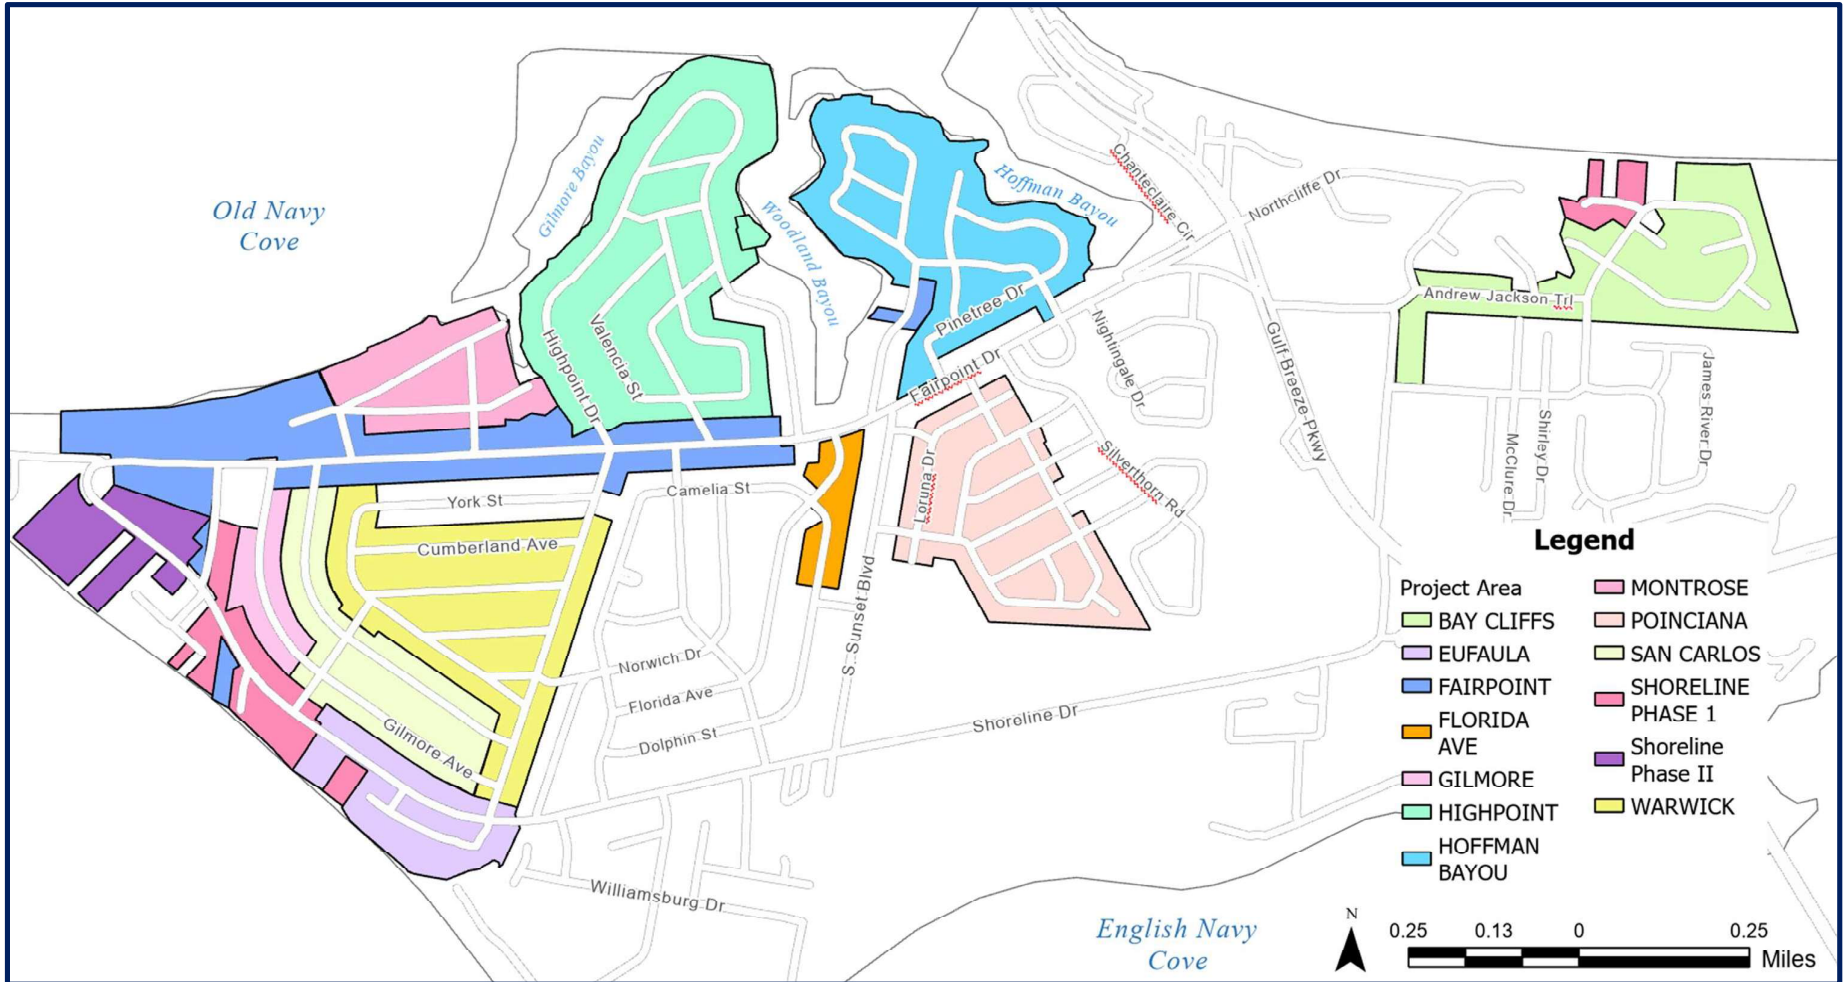 Old Navy
Cove
Gilmore Bayou
Woodland Bayou
Hoffman Bayou
Chanteclaire Cir
Northcliffe Dr
Andrew Jackson Trl
Pinetree Dr
Fairpoint Dr
Nightingale Dr
Gulf Breeze Pkwy
Highpoint Dr
Valencia St
James River Dr
Shirley Dr
McClure Dr
Silverthorn Rd
Loruna Dr
York St
Camelia St
Cumberland Ave
S. Sunset Blvd
Norwich Dr
Florida Ave
Dolphin St
Gilmore Ave
Shoreline Dr
Williamsburg Dr
English Navy
Cove
Legend
Project Area
BAY CLIFFS
EUFAULA
FAIRPOINT
FLORIDA
AVE
GILMORE
HIGHPOINT
HOFFMAN
BAYOU
MONTROSE
POINCIANA
SAN CARLOS
SHORELINE
PHASE 1
Shoreline
Phase II
WARWICK
N
0.25 0.13 0 0.25
Miles